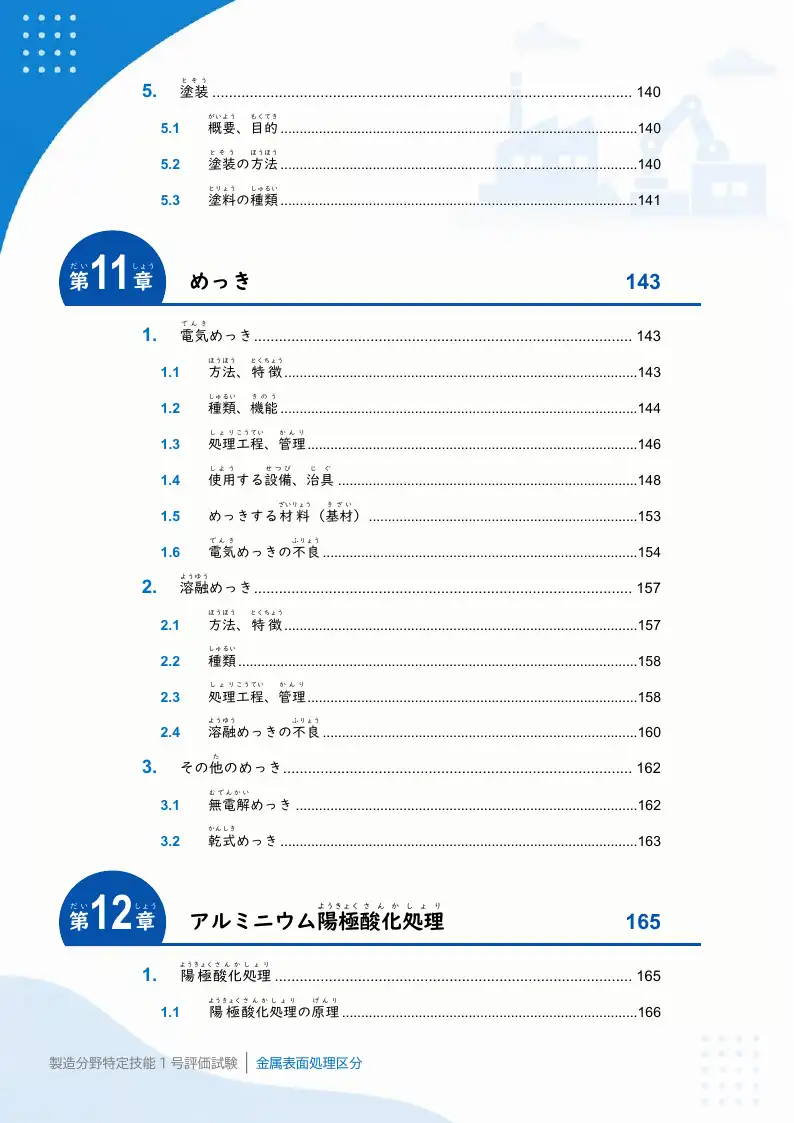 5. 塗装 140
5.1 概要、目的 140
5.2 塗装の方法 140
5.3 塗料の種類 141
第11章 めっき 143
1. 電気めっき 143
1.1 方法、特徴 143
1.2 種類、機能 144
1.3 処理工程、管理 146
1.4 使用する設備、治具 148
1.5 めっきする材料（基材） 153
1.6 電気めっきの不良 154
2. 溶融めっき 157
2.1 方法、特徴 157
2.2 種類 158
2.3 処理工程、管理 158
2.4 溶融めっきの不良 160
3. その他のめっき 162
3.1 無電解めっき 162
3.2 乾式めっき 163
第12章 アルミニウム陽極酸化処理 165
1. 陽極酸化処理 165
1.1 陽極酸化処理の原理 166
製造分野特定技能１号評価試験 金属表面処理区分